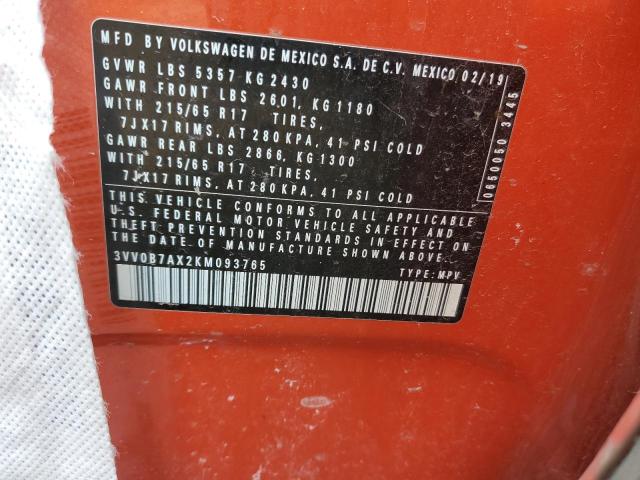 MFD BY VOLKSWAGEN DE MEXICO S.A. DE C.V. MEXICO 02/19
GVWR LBS 5357 KG 2430
GAWR FRONT LBS 2601, KG 1180
WITH 215/65 R17 TIRES,
7JX17 RIMS, AT 280 KPA, 41 PSI COLD
GAWR REAR LBS 2866, KG 1300
WITH 215/65 R17 TIRES,
7JX17 RIMS, AT 280 KPA, 41 PSI COLD
THIS VEHICLE CONFORMS TO ALL APPLICABLE
U.S. FEDERAL MOTOR VEHICLE SAFETY AND
THEFT PREVENTION STANDARDS IN EFFECT ON
THE DATE OF MANUFACTURE SHOWN ABOVE.
3VV0B7AX2KM093765 TYPE: MPV
0650050 3445